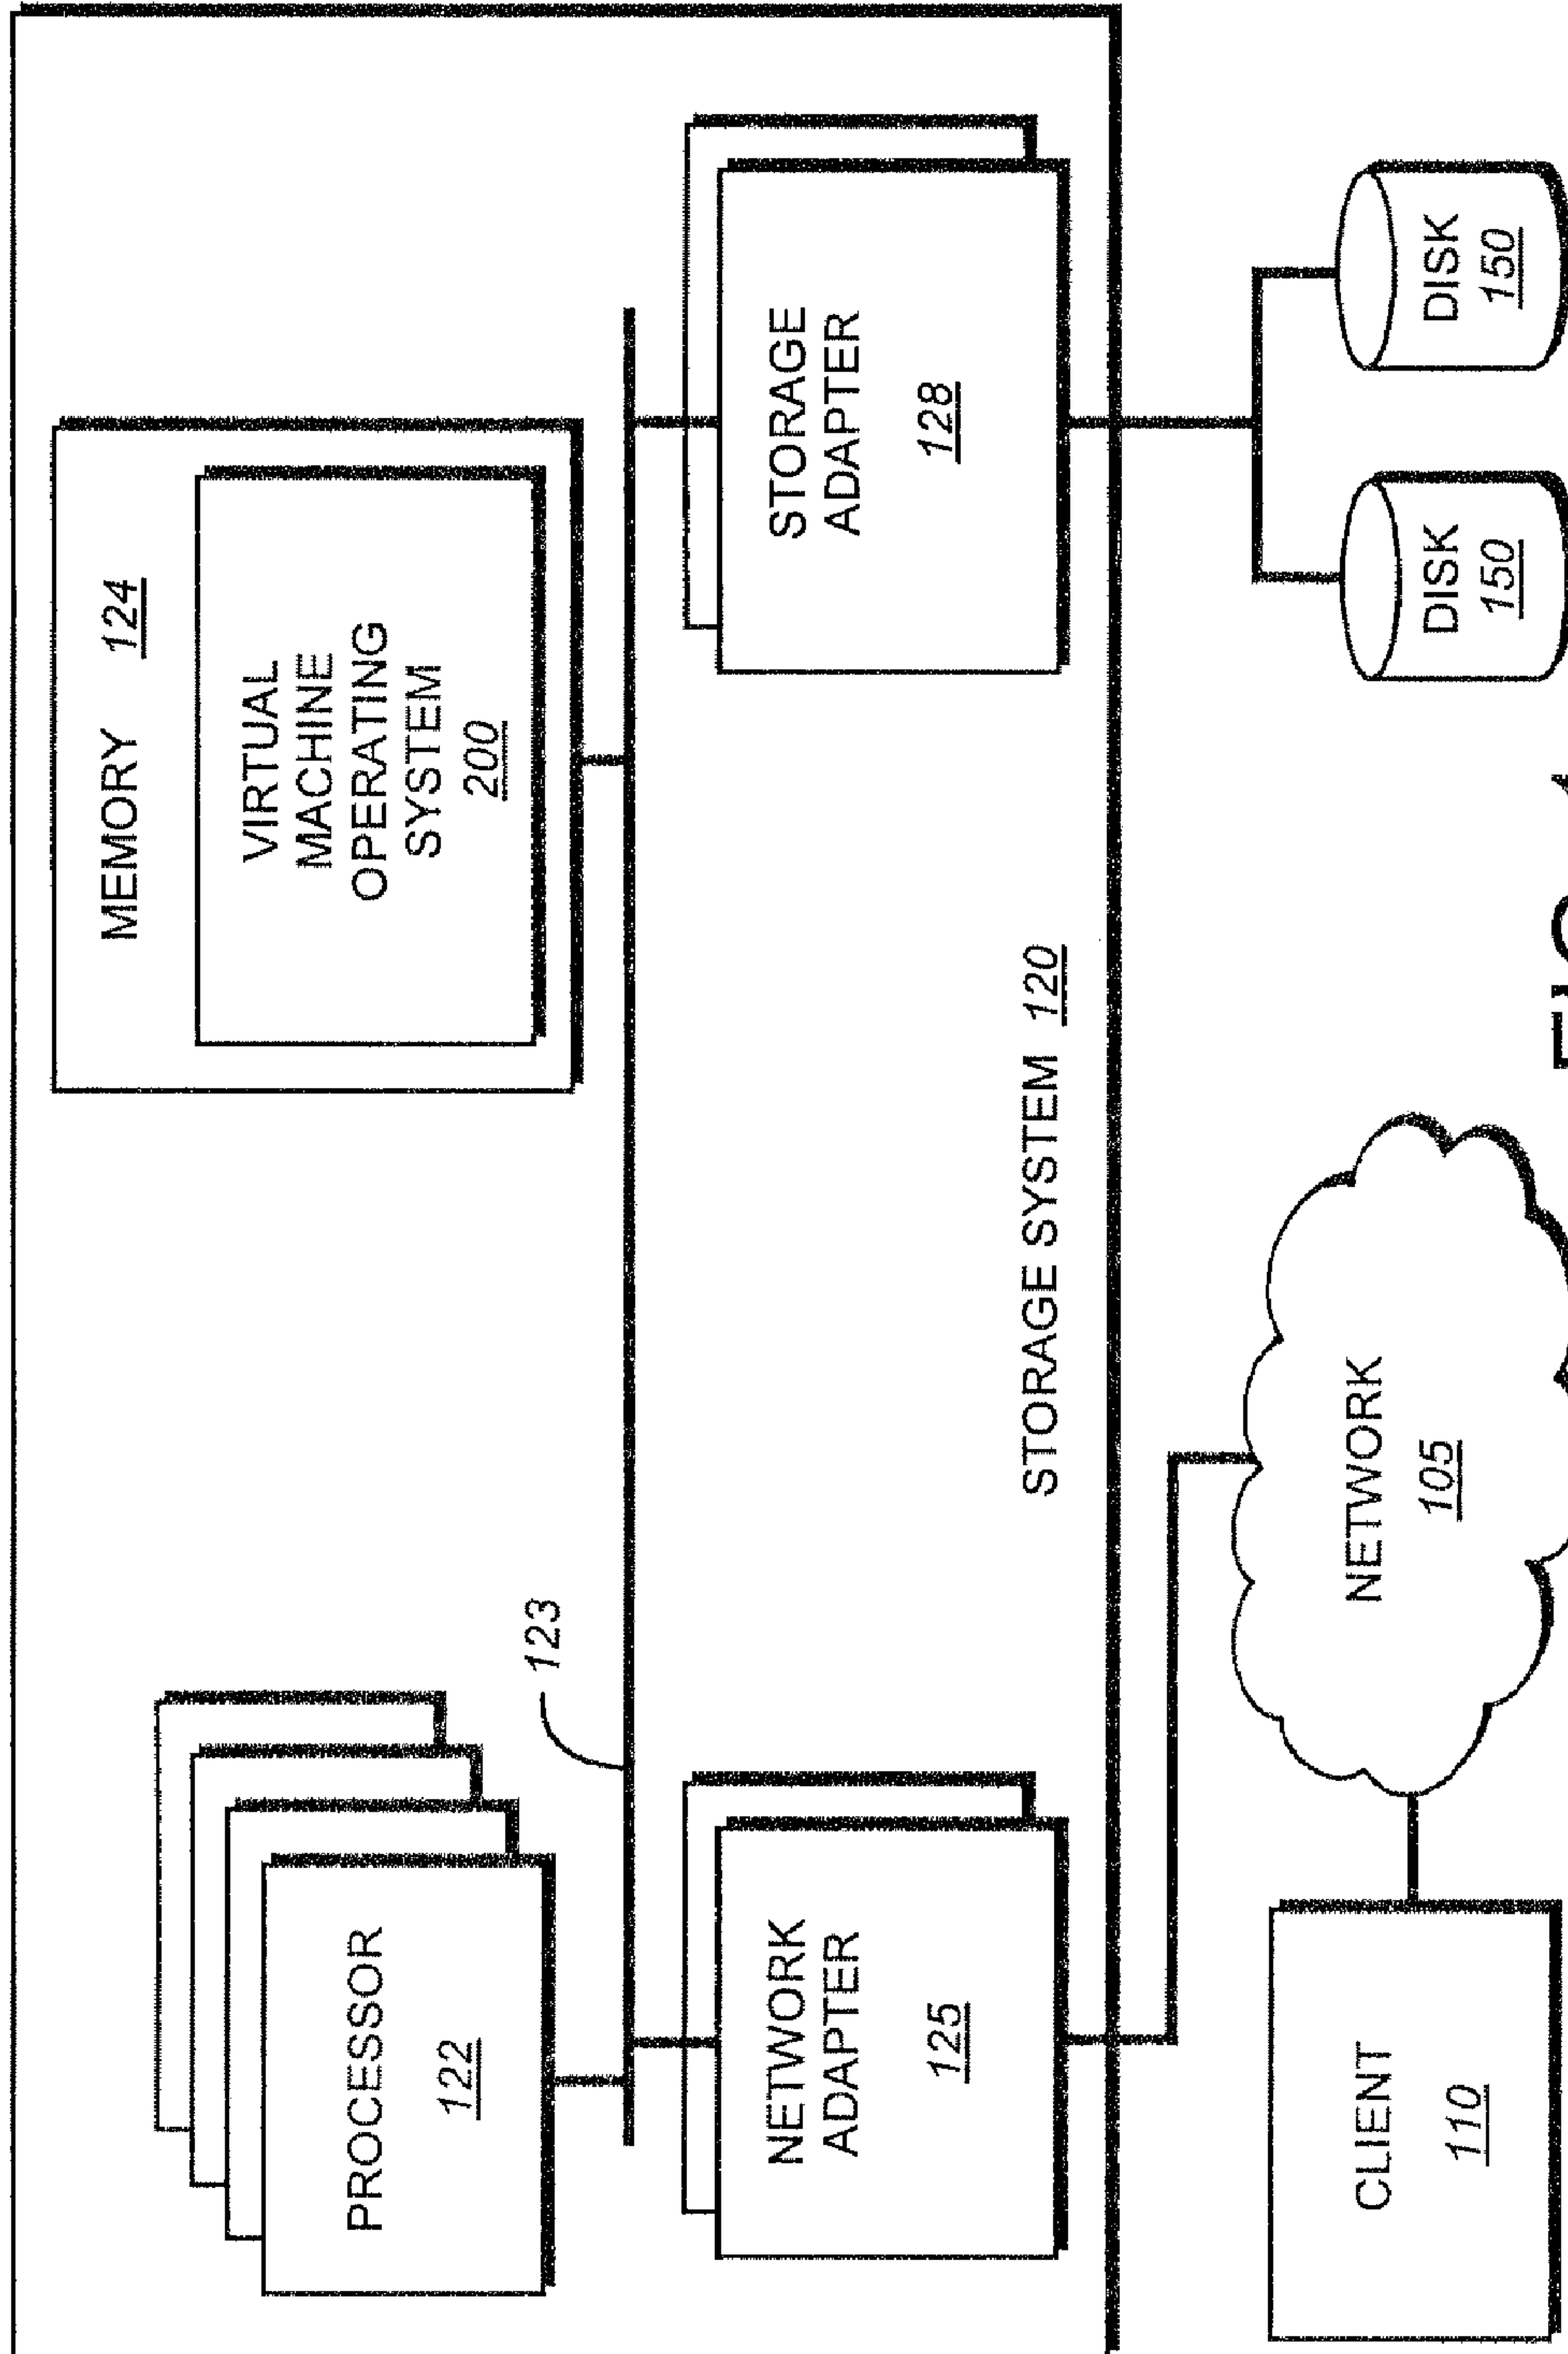 PROCESSOR
122
MEMORY 124
VIRTUAL
MACHINE
OPERATING
SYSTEM
200
123
NETWORK
ADAPTER
125
STORAGE
ADAPTER
128
STORAGE SYSTEM 120
CLIENT
110
NETWORK
105
DISK
150
DISK
150